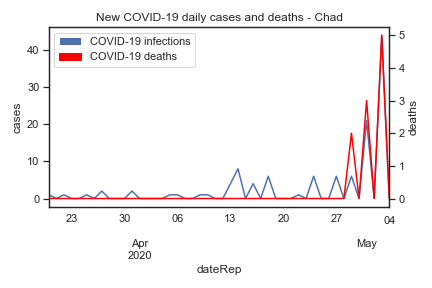 New COVID-19 daily cases and deaths - Chad
COVID-19 infections
COVID-19 deaths
cases
40
30
20
10
0
deaths
5
4
3
2
1
0
23
30
06
13
20
27
04
Apr
2020
May
dateRep